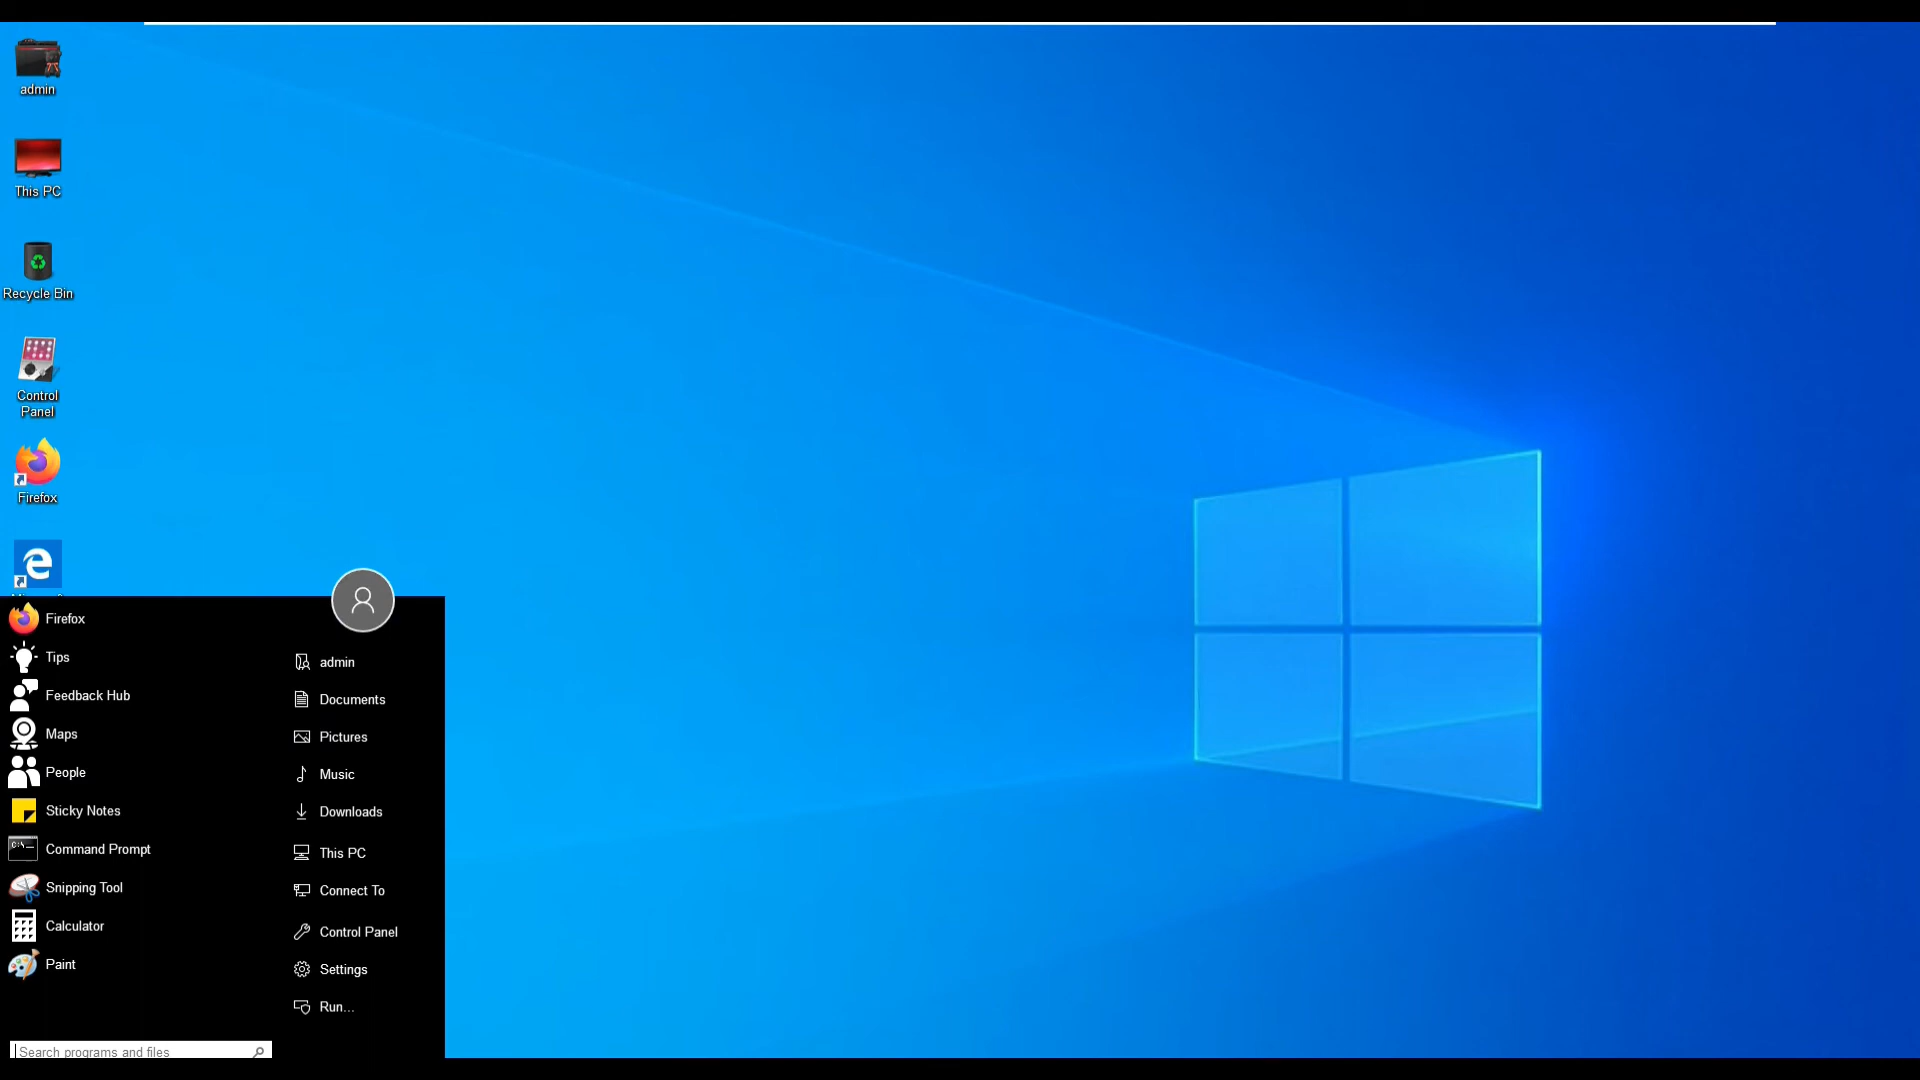 admin
This PC
Recycle Bin
Control
Panel
Firefox
Firefox
Tips
Feedback Hub
Maps
People
Sticky Notes
Command Prompt
Snipping Tool
Calculator
Paint
Search programs and files
admin
Documents
Pictures
Music
Downloads
This PC
Connect To
Control Panel
Settings
Run...